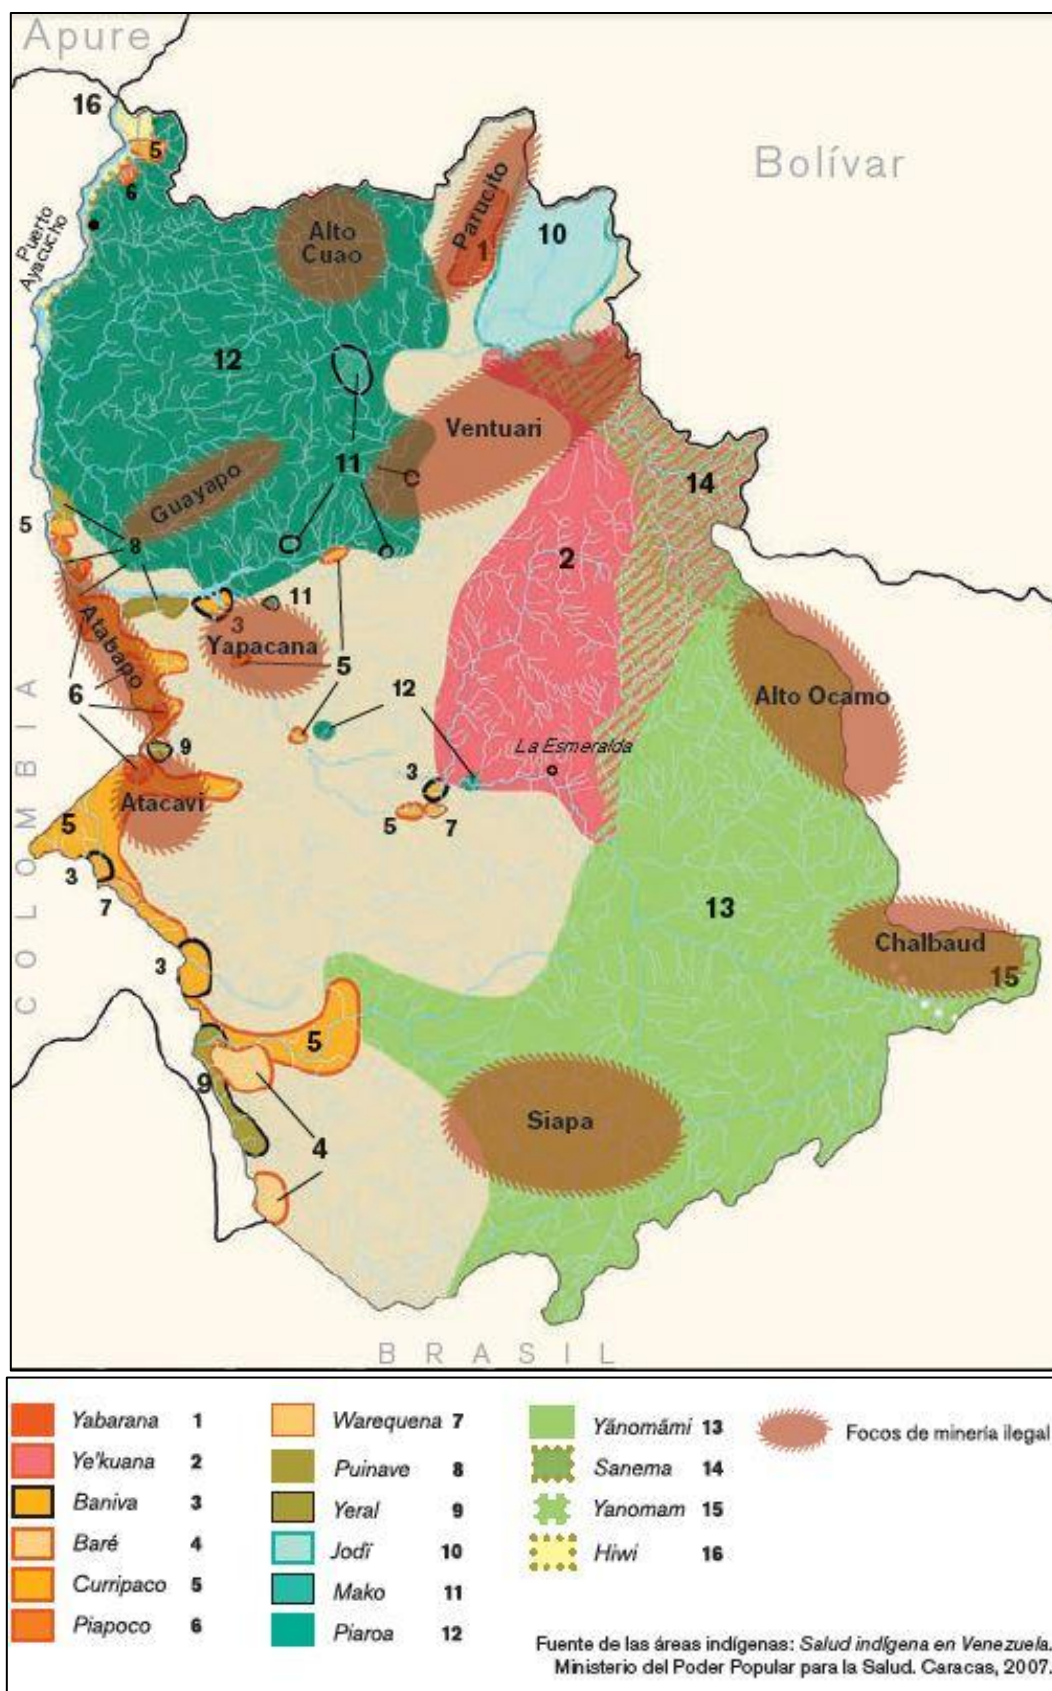 Apure
16
5
Bolívar
6
Parucito
Puerto
Ayacucho
Alto
Cuao
10
1
12
Ventuari
11
14
Guayapo
5
8
2
11
3
Yapacana
Atabapo
5
6
12
Alto Ocamo
9
La Esmeralda
3
Atacavi
5
5
7
3
7
13
COLOMBIA
3
Chalbaud
15
5
9
Siapa
4
BRASIL
Yabarana 1
Ye'kuana 2
Baniva 3
Baré 4
Curripaco 5
Piapoco 6
Warequena 7
Puinave 8
Yeral 9
Jodï 10
Mako 11
Piaroa 12
Yãnomãmi 13
Sanema 14
Yanomam 15
Hiwi 16
Focos de minería ilegal
Fuente de las áreas indígenas: Salud indígena en Venezuela.
Ministerio del Poder Popular para la Salud. Caracas, 2007.